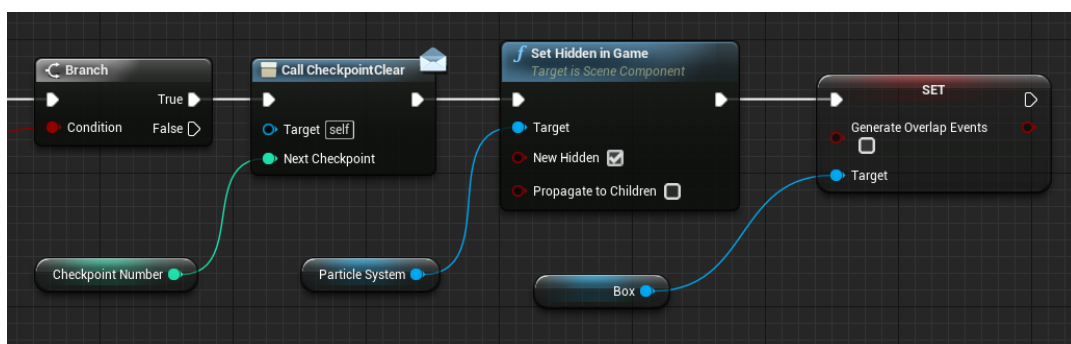 Branch
True
Condition
False
Call CheckpointClear
Target self
Next Checkpoint
Set Hidden in Game
Target is Scene Component
Target
New Hidden
Propagate to Children
SET
Generate Overlap Events
Target
Checkpoint Number
Particle System
Box